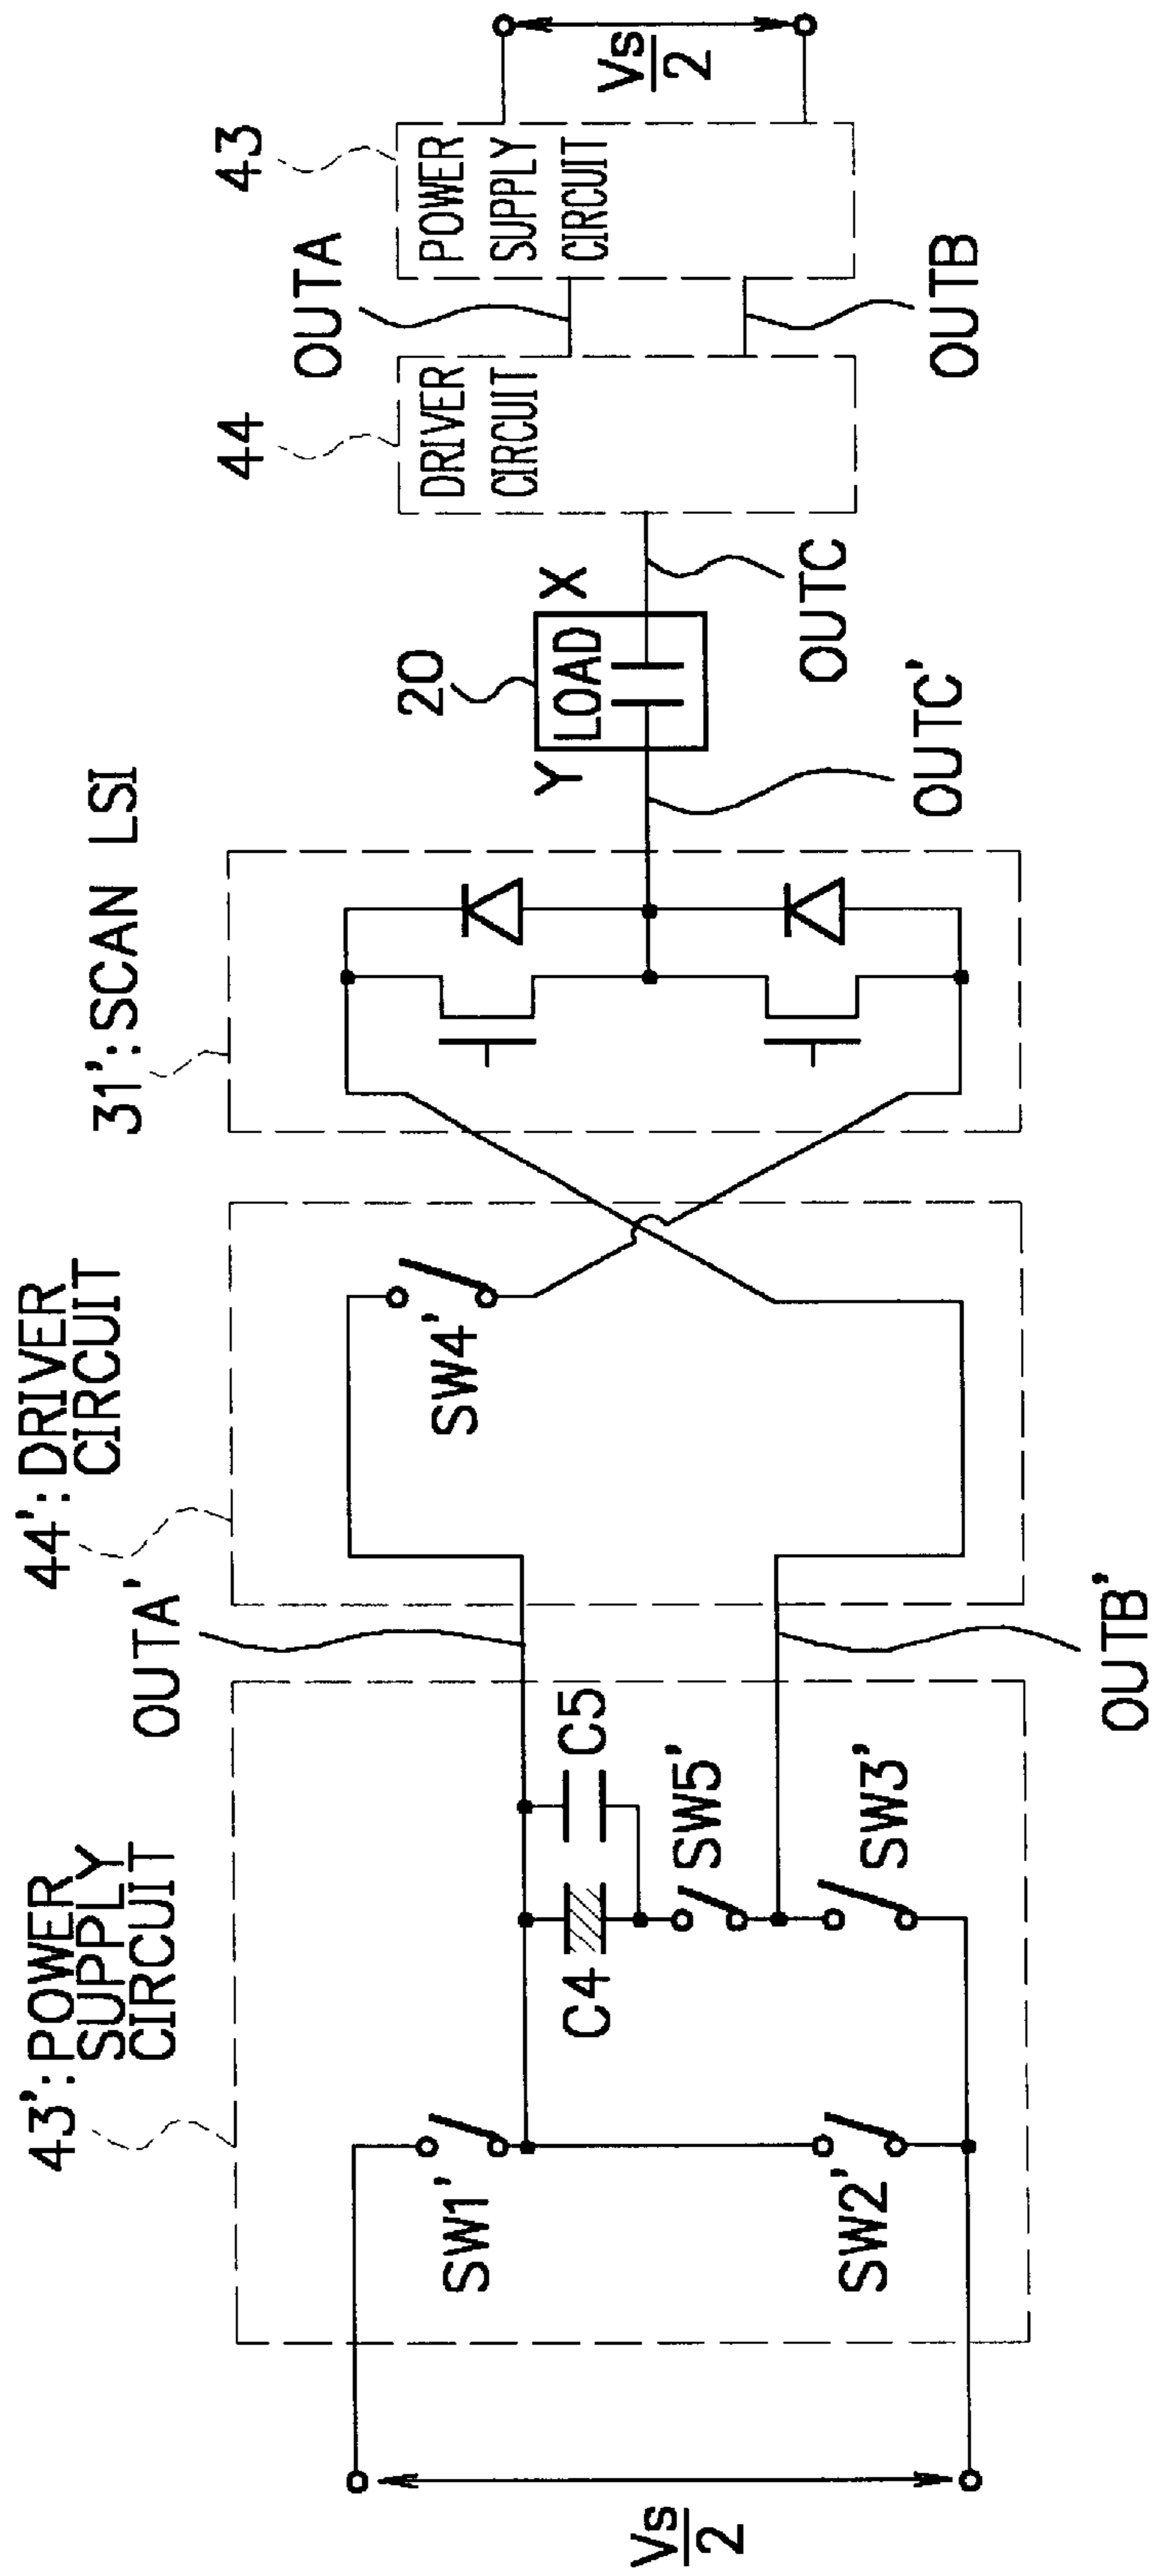 43': POWER
SUPPLY
CIRCUIT
44': DRIVER
CIRCUIT
31': SCAN LSI
20
44
43
OUTA'
OUTA
Vs/2
SW1'
SW2'
C4
C5
SW5'
SW3'
OUTB'
SW4'
Y
LOAD
X
OUTC'
OUTC
DRIVER
CIRCUIT
POWER
SUPPLY
CIRCUIT
OUTB
Vs/2